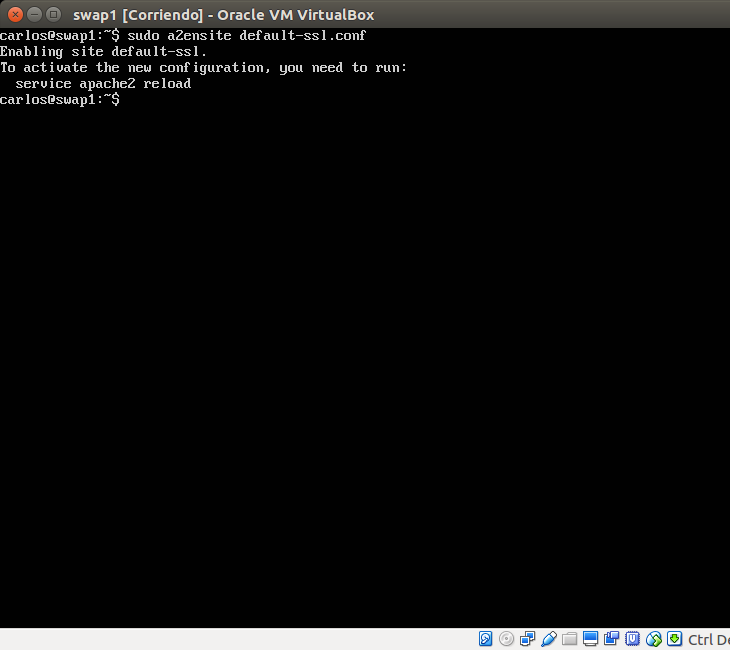 swap1 [Corriendo] - Oracle VM VirtualBox
carlos@swap1:~$ sudo a2ensite default-ssl.conf
Enabling site default-ssl.
To activate the new configuration, you need to run:
  service apache2 reload
carlos@swap1:~$
Ctrl De